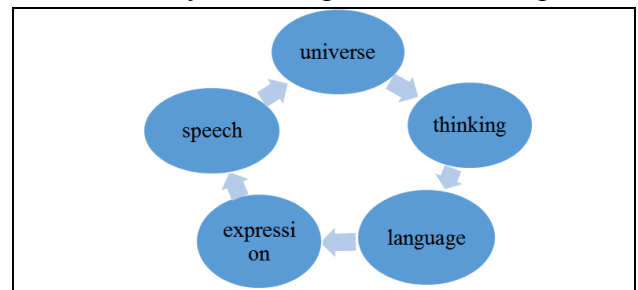 universe
thinking
language
expressi
on
speech